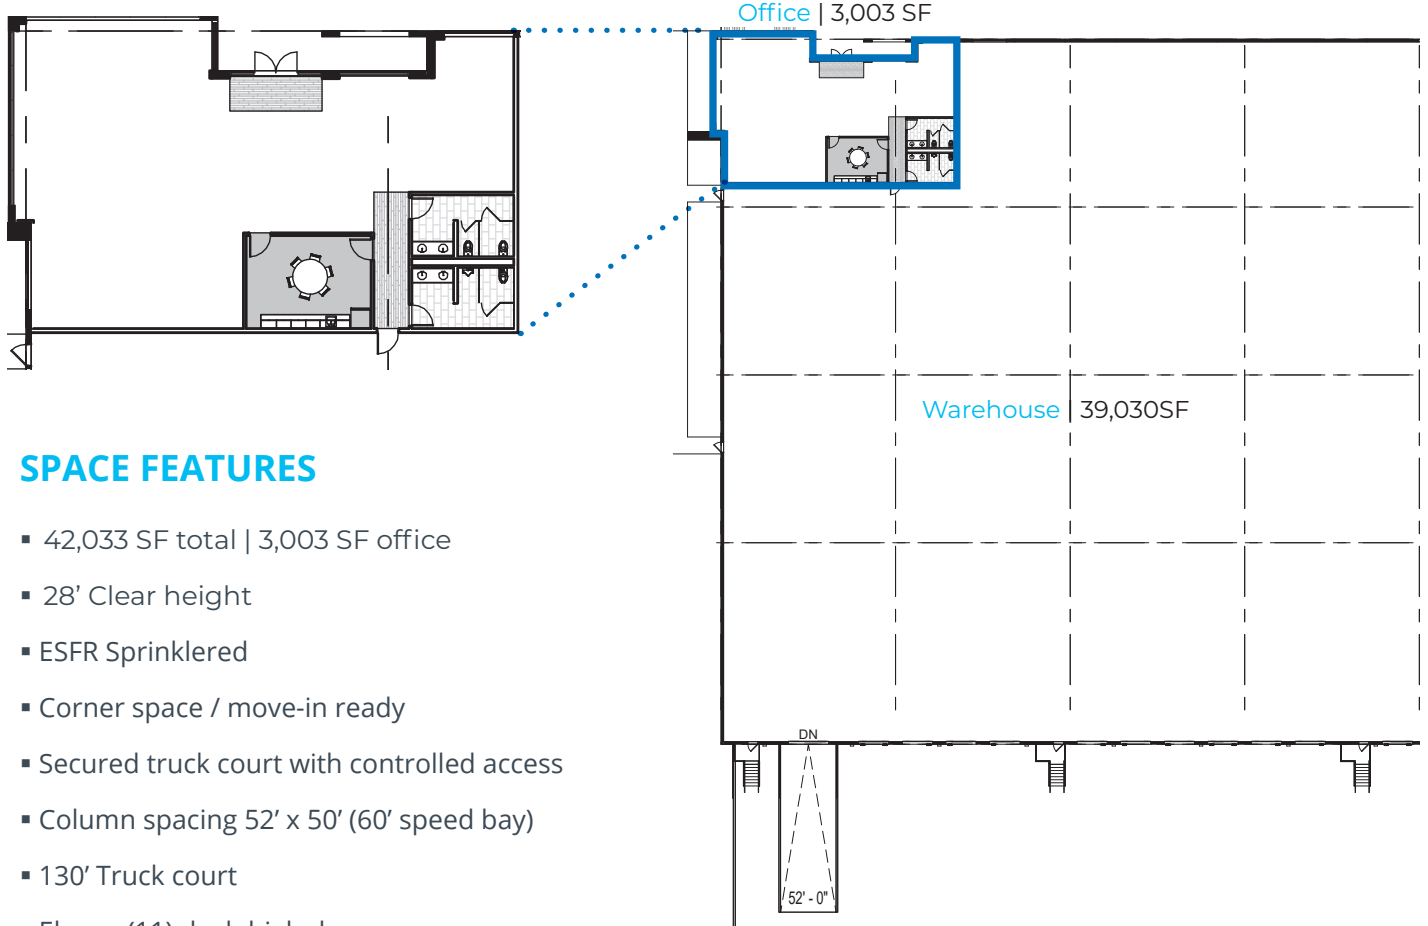 Office | 3,003 SF
Warehouse | 39,030SF
SPACE FEATURES
▪ 42,033 SF total | 3,003 SF office
▪ 28’ Clear height
▪ ESFR Sprinklered
▪ Corner space / move-in ready
▪ Secured truck court with controlled access
▪ Column spacing 52’ x 50’ (60’ speed bay)
▪ 130’ Truck court
DN
52' - 0"